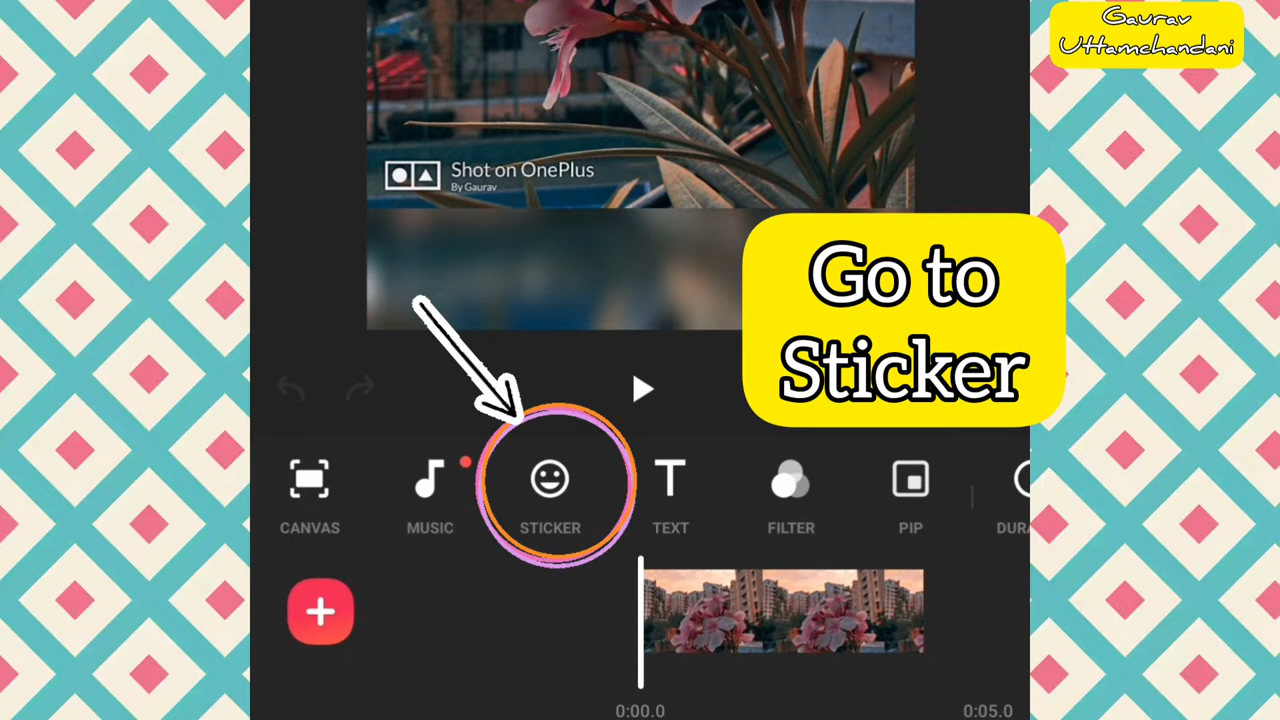 Gaurav
Uttamchandani
Shot on OnePlus
By Gaurav
Go to
Sticker
CANVAS
MUSIC
STICKER
TEXT
FILTER
PIP
DURA
0:00.0
0:05.0